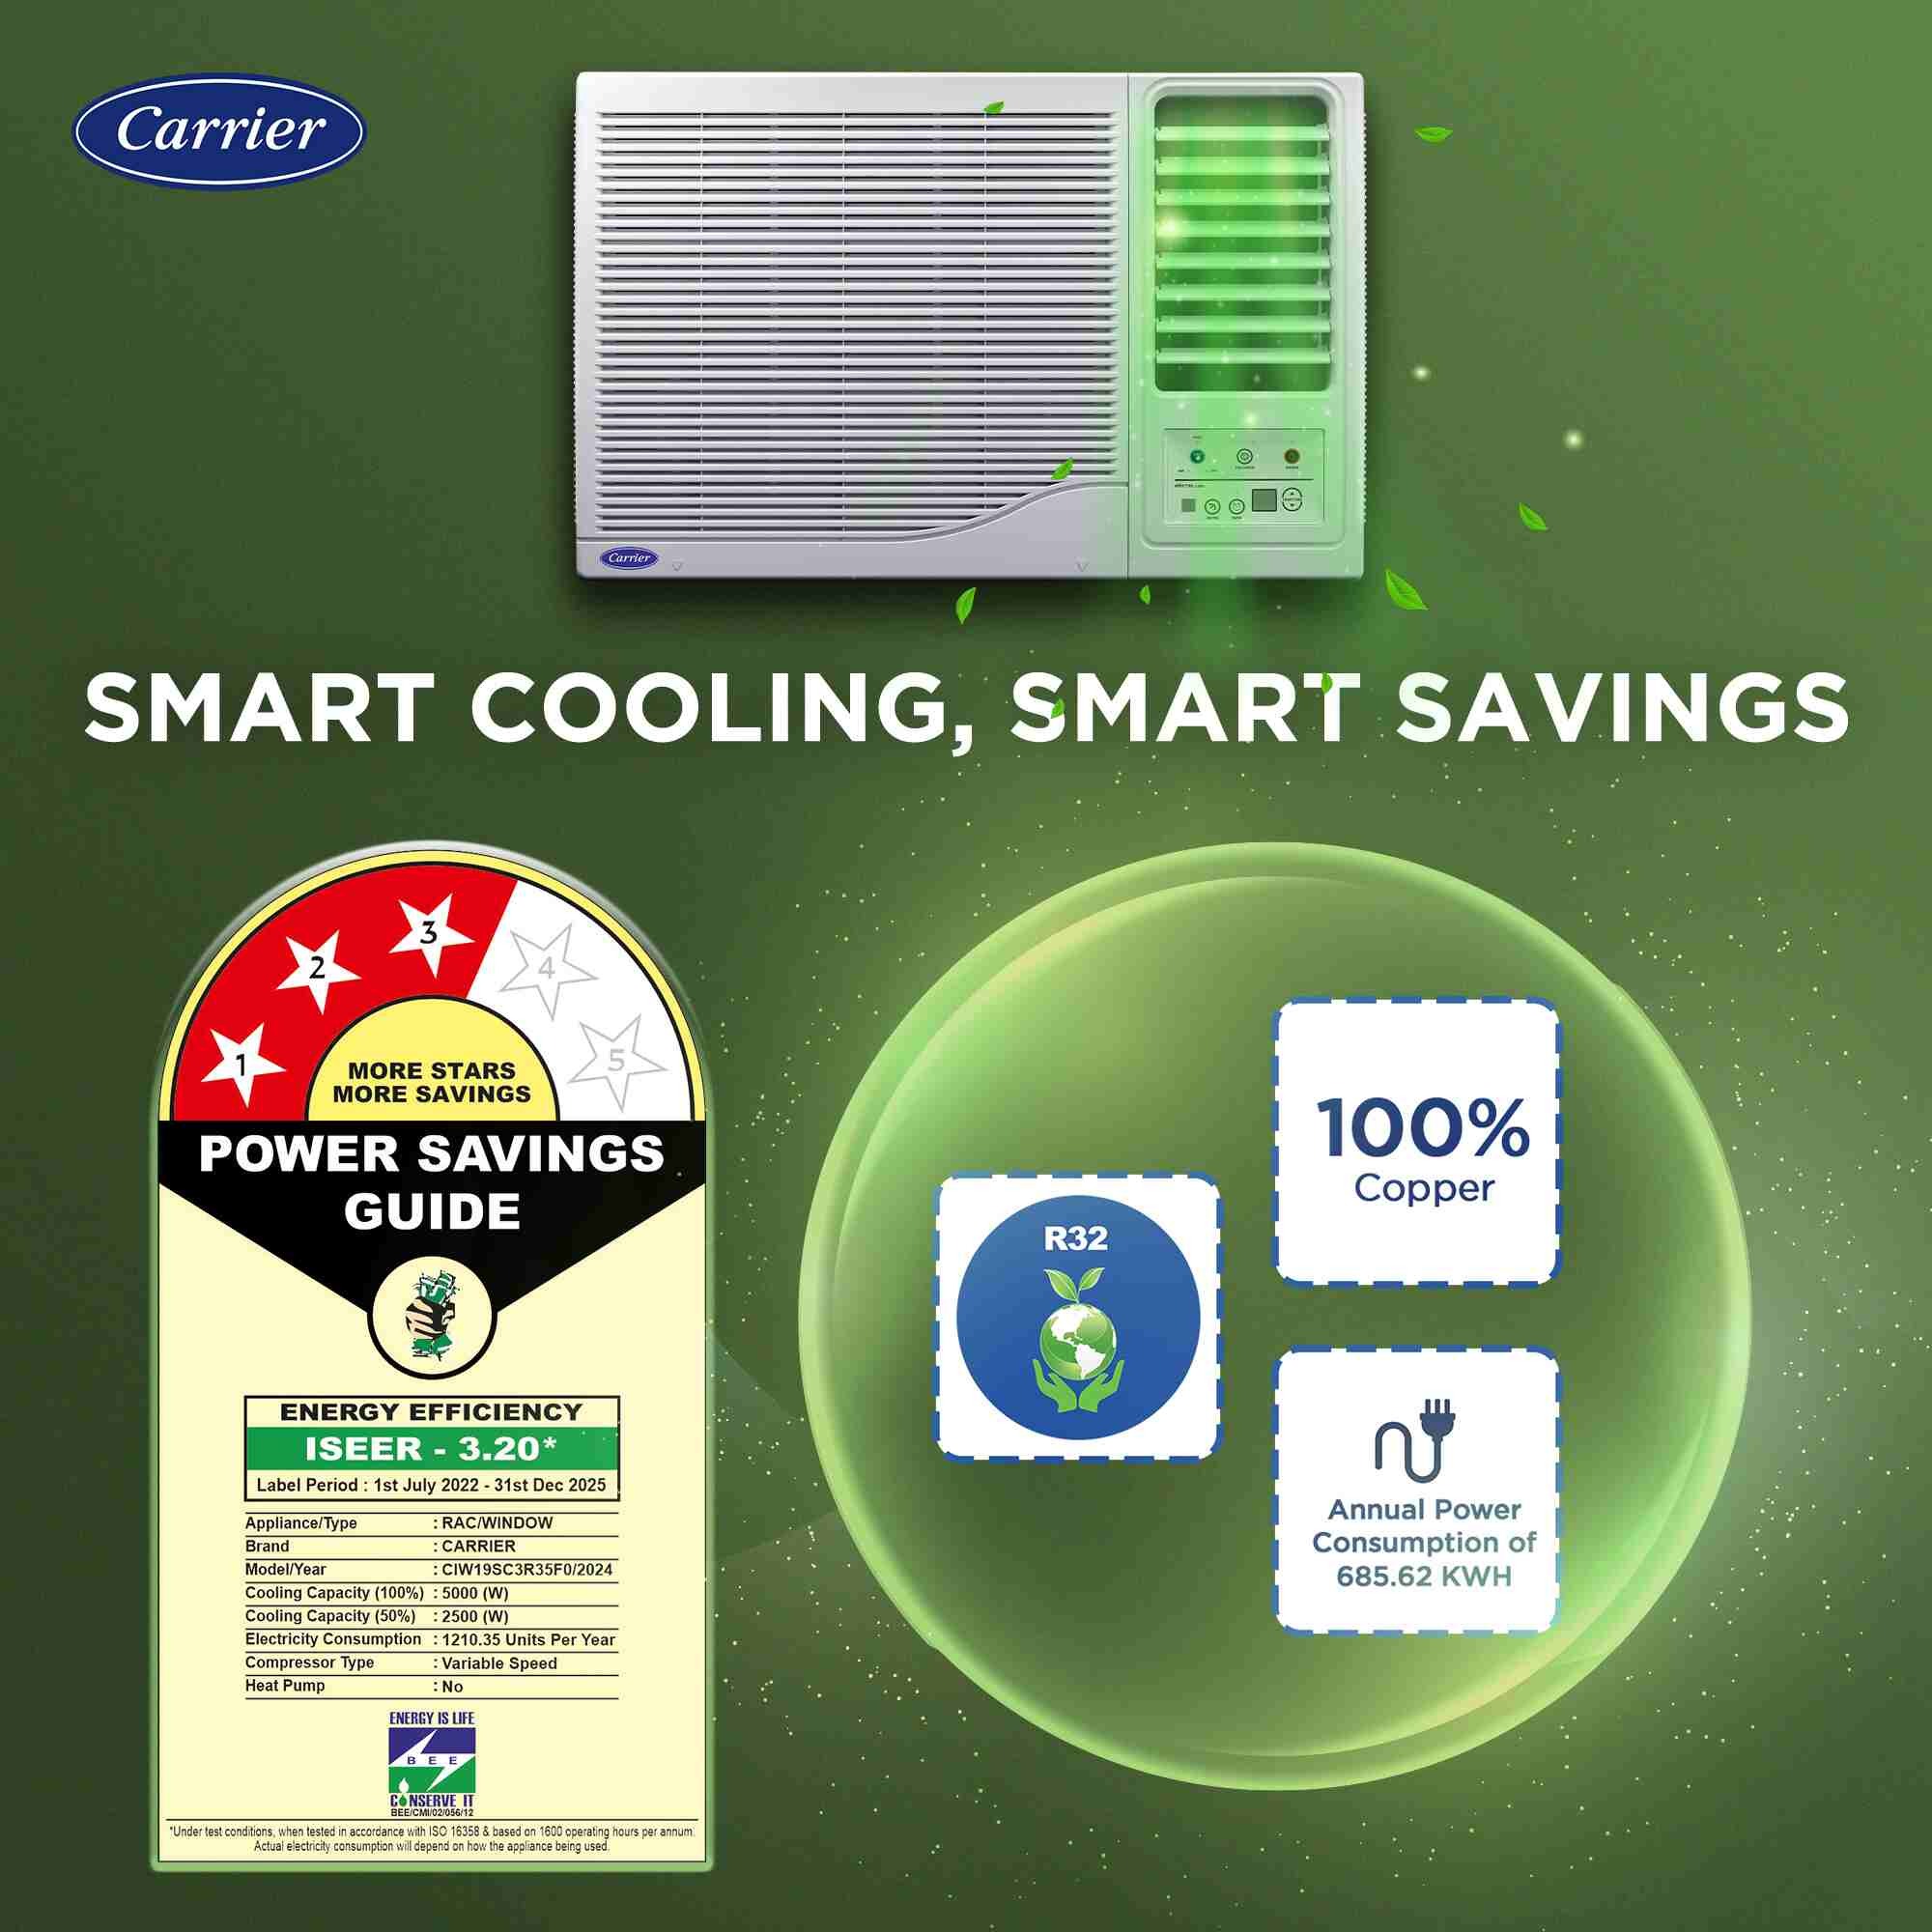 Carrier
Carrier
SMART COOLING, SMART SAVINGS
1
2
3
4
5
MORE STARS
MORE SAVINGS
POWER SAVINGS
GUIDE
ENERGY EFFICIENCY
ISEER - 3.20*
Label Period : 1st July 2022 - 31st Dec 2025
Appliance/Type : RAC/WINDOW
Brand : CARRIER
Model/Year : CIW19SC3R35F0/2024
Cooling Capacity (100%) : 5000 (W)
Cooling Capacity (50%) : 2500 (W)
Electricity Consumption : 1210.35 Units Per Year
Compressor Type : Variable Speed
Heat Pump : No
ENERGY IS LIFE
BEE
CONSERVE IT
BEE/CMI/02/056/12
*Under test conditions, when tested in accordance with ISO 16358 & based on 1600 operating hours per annum.
Actual electricity consumption will depend on how the appliance being used.
R32
100%
Copper
Annual Power
Consumption of
685.62 KWH